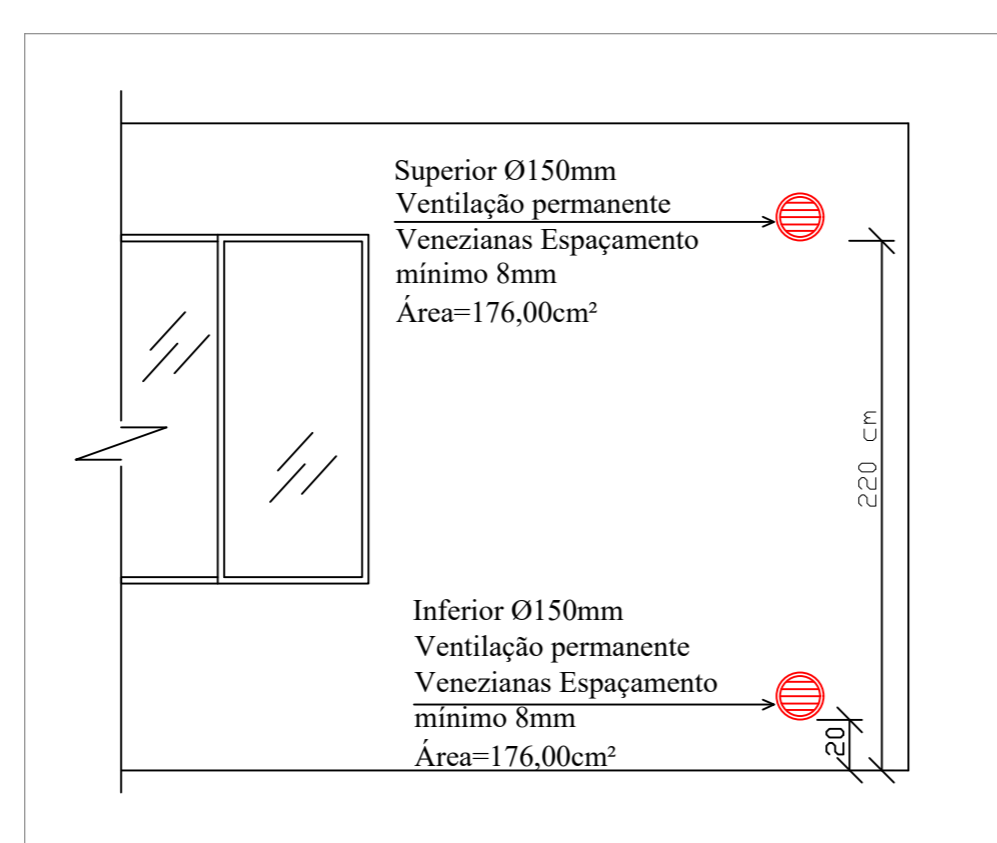 Superior Ø150mm
Ventilação permanente
Venezianas Espaçamento
mínimo 8mm
Área=176,00cm²
220 cm
Inferior Ø150mm
Ventilação permanente
Venezianas Espaçamento
mínimo 8mm
Área=176,00cm²
20